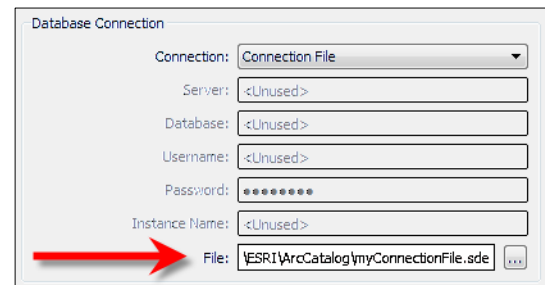 Database Connection
Connection: Connection File
Server: <Unused>
Database: <Unused>
Username: <Unused>
Password: ●●●●●●●●
Instance Name: <Unused>
File: \ESRI\ArcCatalog\myConnectionFile.sde ...